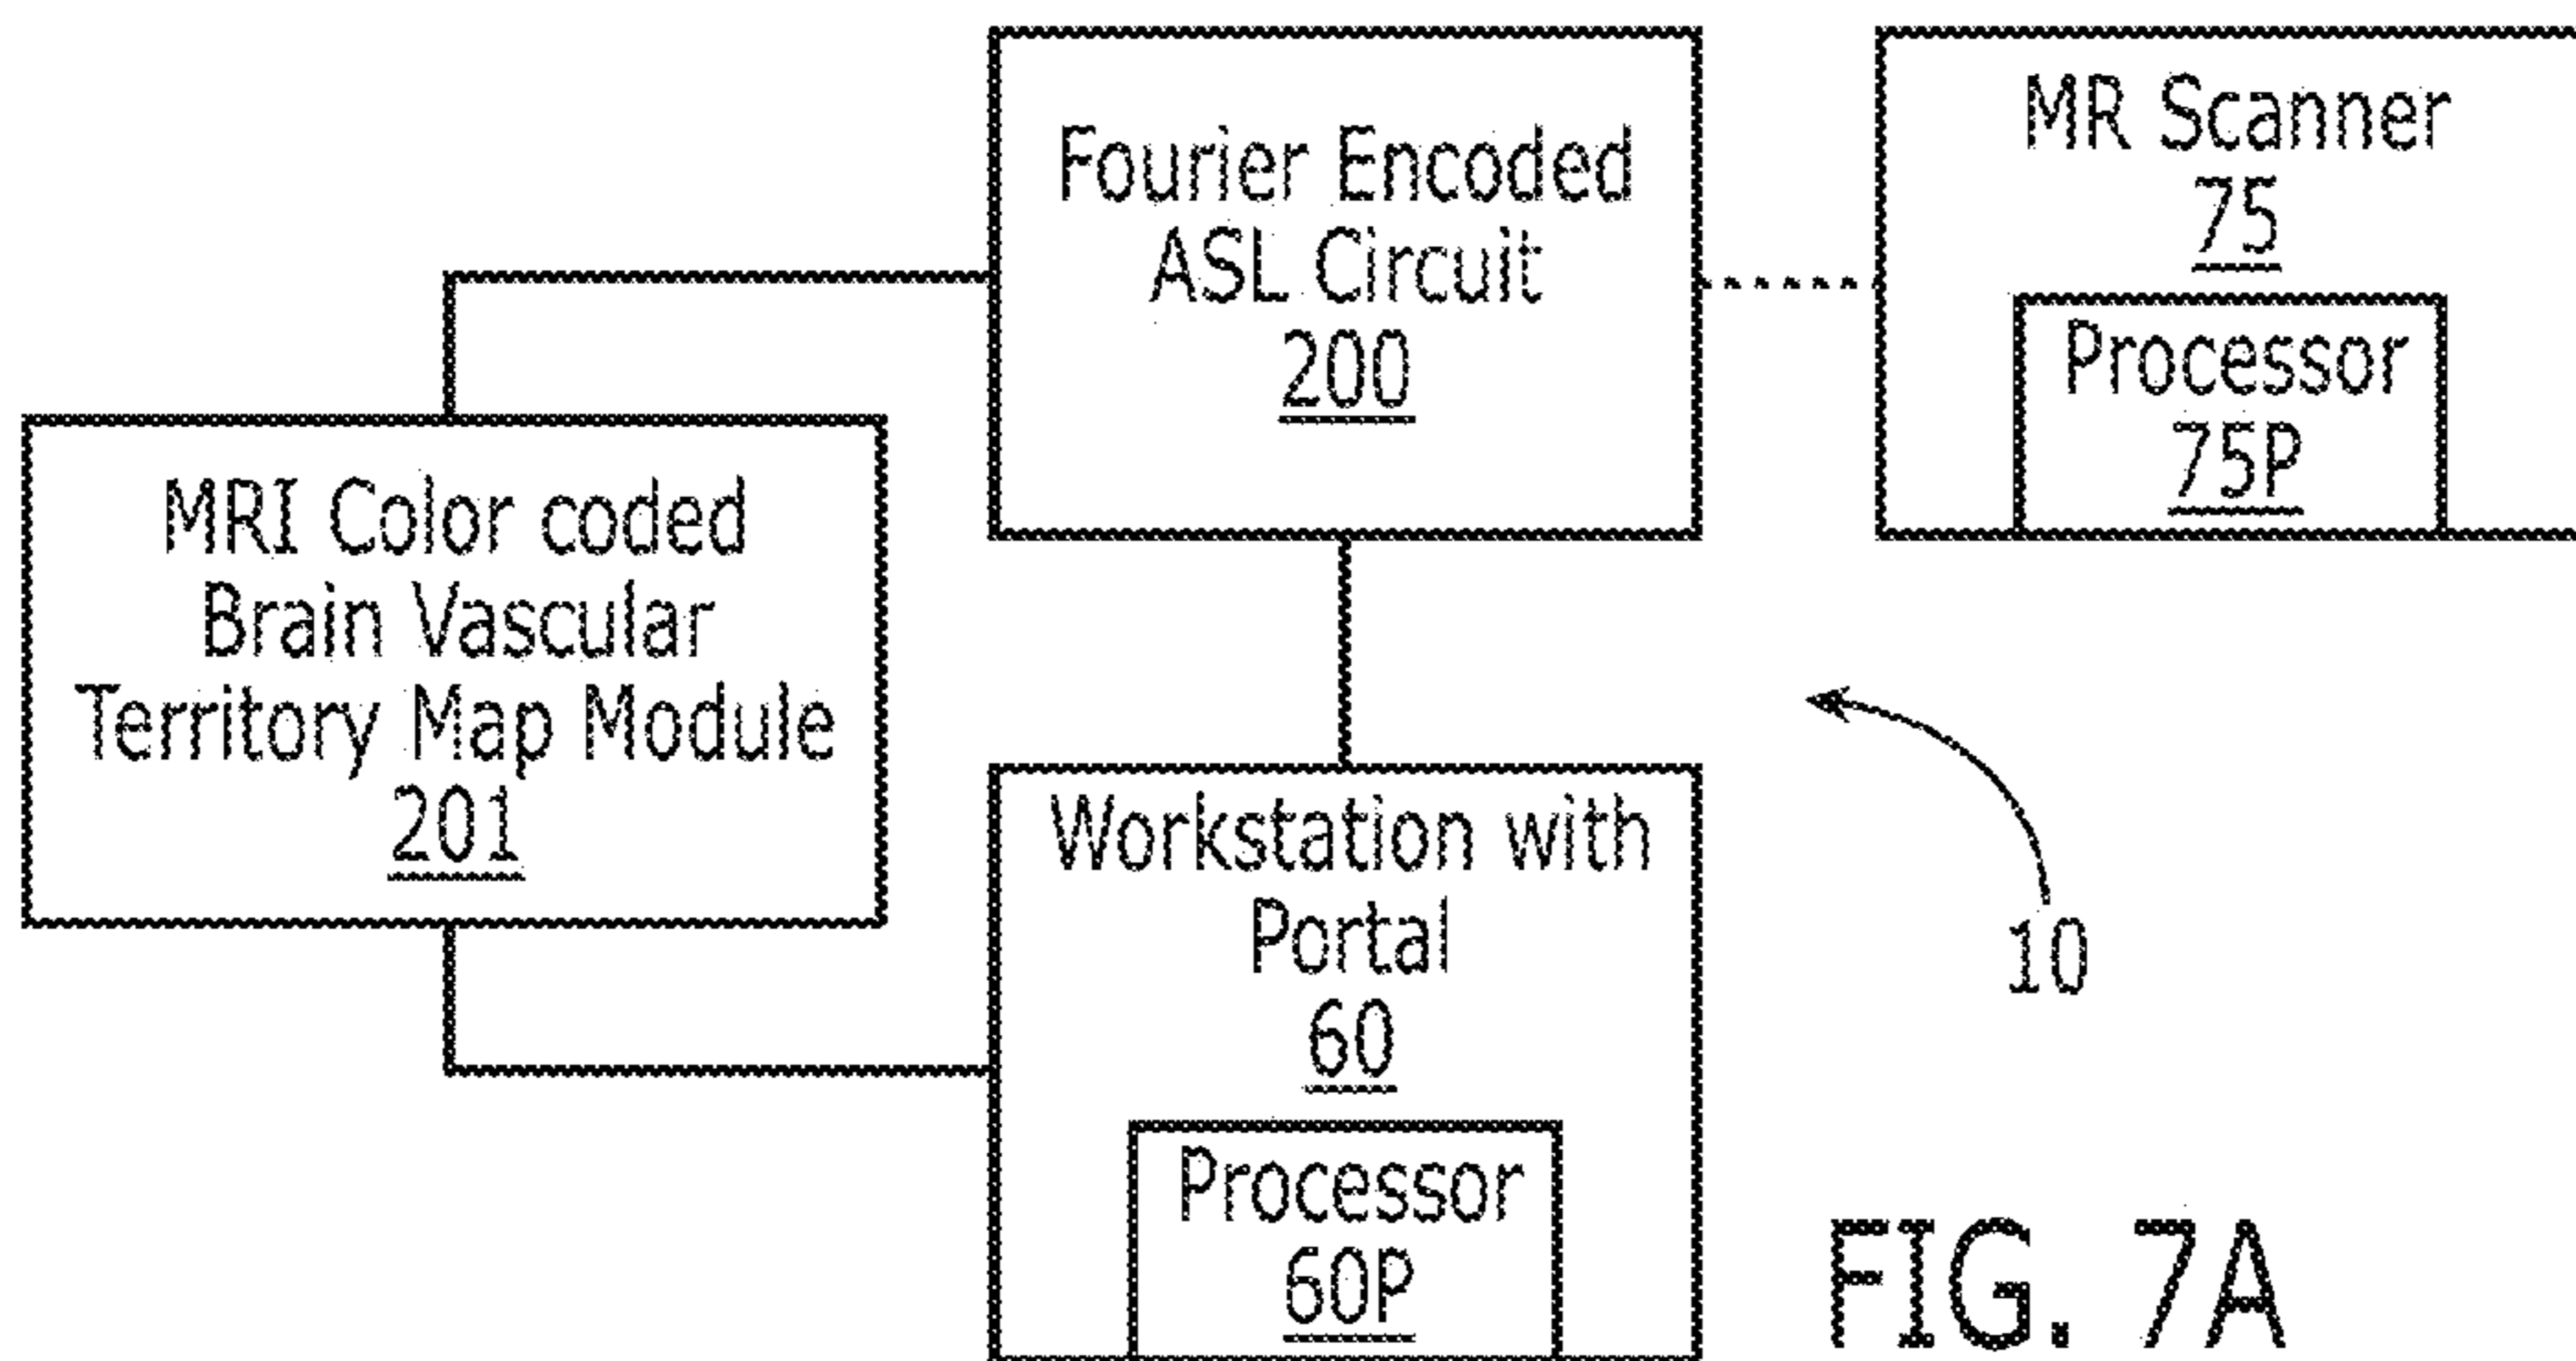 Fourier Encoded
ASL Circuit
200
MR Scanner
75
Processor
75P
MRI Color coded
Brain Vascular
Territory Map Module
201
Workstation with
Portal
60
Processor
60P
10
FIG. 7A